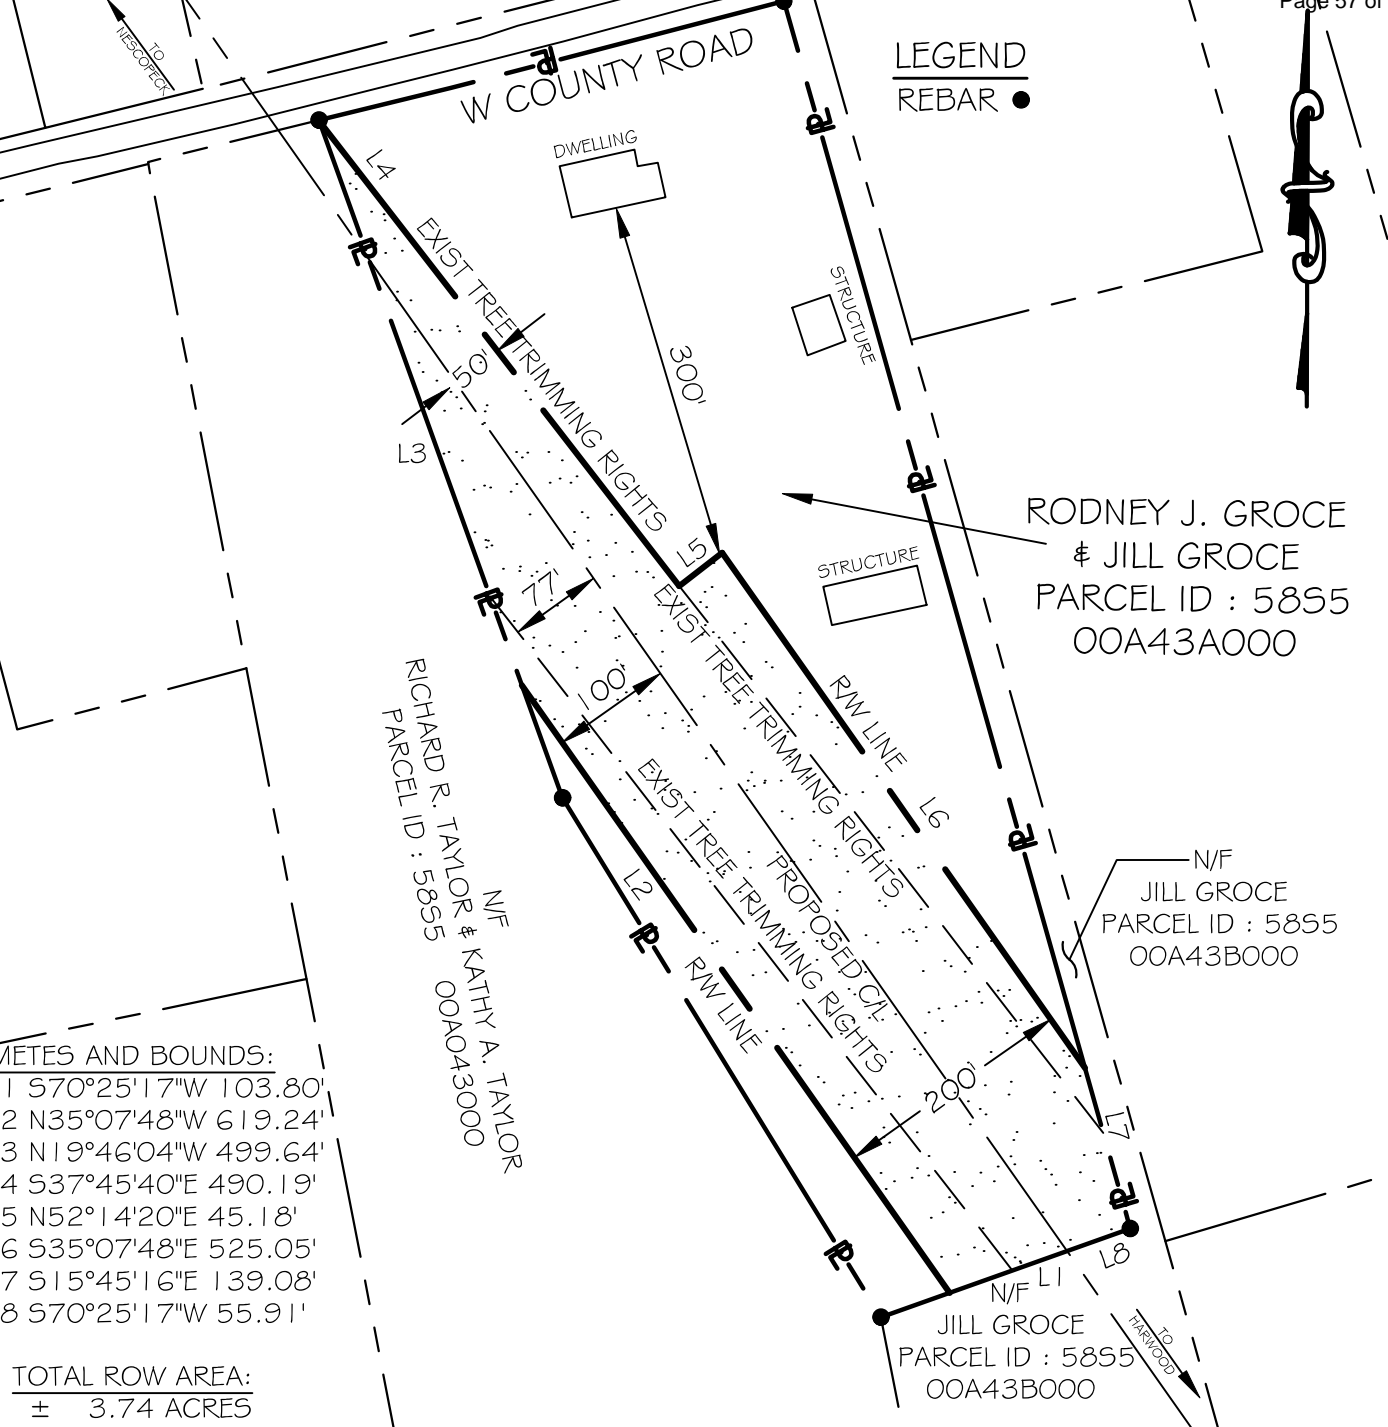 Page 57 of
TO
NESCOPECK
W COUNTY ROAD
LEGEND
REBAR
DWELLING
L4
EXIST TREE TRIMMING RIGHTS
STRUCTURE
50'
300'
L3
L5
RODNEY J. GROCE
& JILL GROCE
PARCEL ID : 58S5
00A43A000
STRUCTURE
77'
EXIST TREE TRIMMING RIGHTS
100'
R/W LINE
L6
N/F
RICHARD R. TAYLOR & KATHY A. TAYLOR
PARCEL ID : 58S5 00A043000
EXIST TREE TRIMMING RIGHTS
PROPOSED C/L
L2
R/W LINE
N/F
JILL GROCE
PARCEL ID : 58S5
00A43B000
200'
L7
METES AND BOUNDS:
1 S70°25'17"W 103.80'
2 N35°07'48"W 619.24'
3 N19°46'04"W 499.64'
4 S37°45'40"E 490.19'
5 N52°14'20"E 45.18'
6 S35°07'48"E 525.05'
7 S15°45'16"E 139.08'
8 S70°25'17"W 55.91'
L8
L1
N/F
JILL GROCE
PARCEL ID : 58S5
00A43B000
TO
HARWOOD
TOTAL ROW AREA:
± 3.74 ACRES